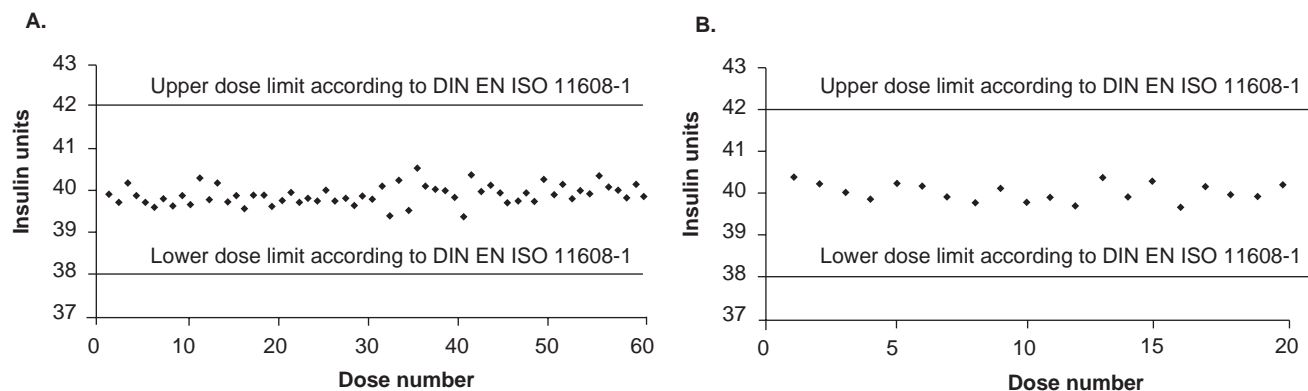 A.
43
Upper dose limit according to DIN EN ISO 11608-1
42
41
40
39
Lower dose limit according to DIN EN ISO 11608-1
38
37
0 10 20 30 40 50 60
Insulin units
Dose number
B.
43
Upper dose limit according to DIN EN ISO 11608-1
42
41
40
39
Lower dose limit according to DIN EN ISO 11608-1
38
37
0 5 10 15 20
Insulin units
Dose number